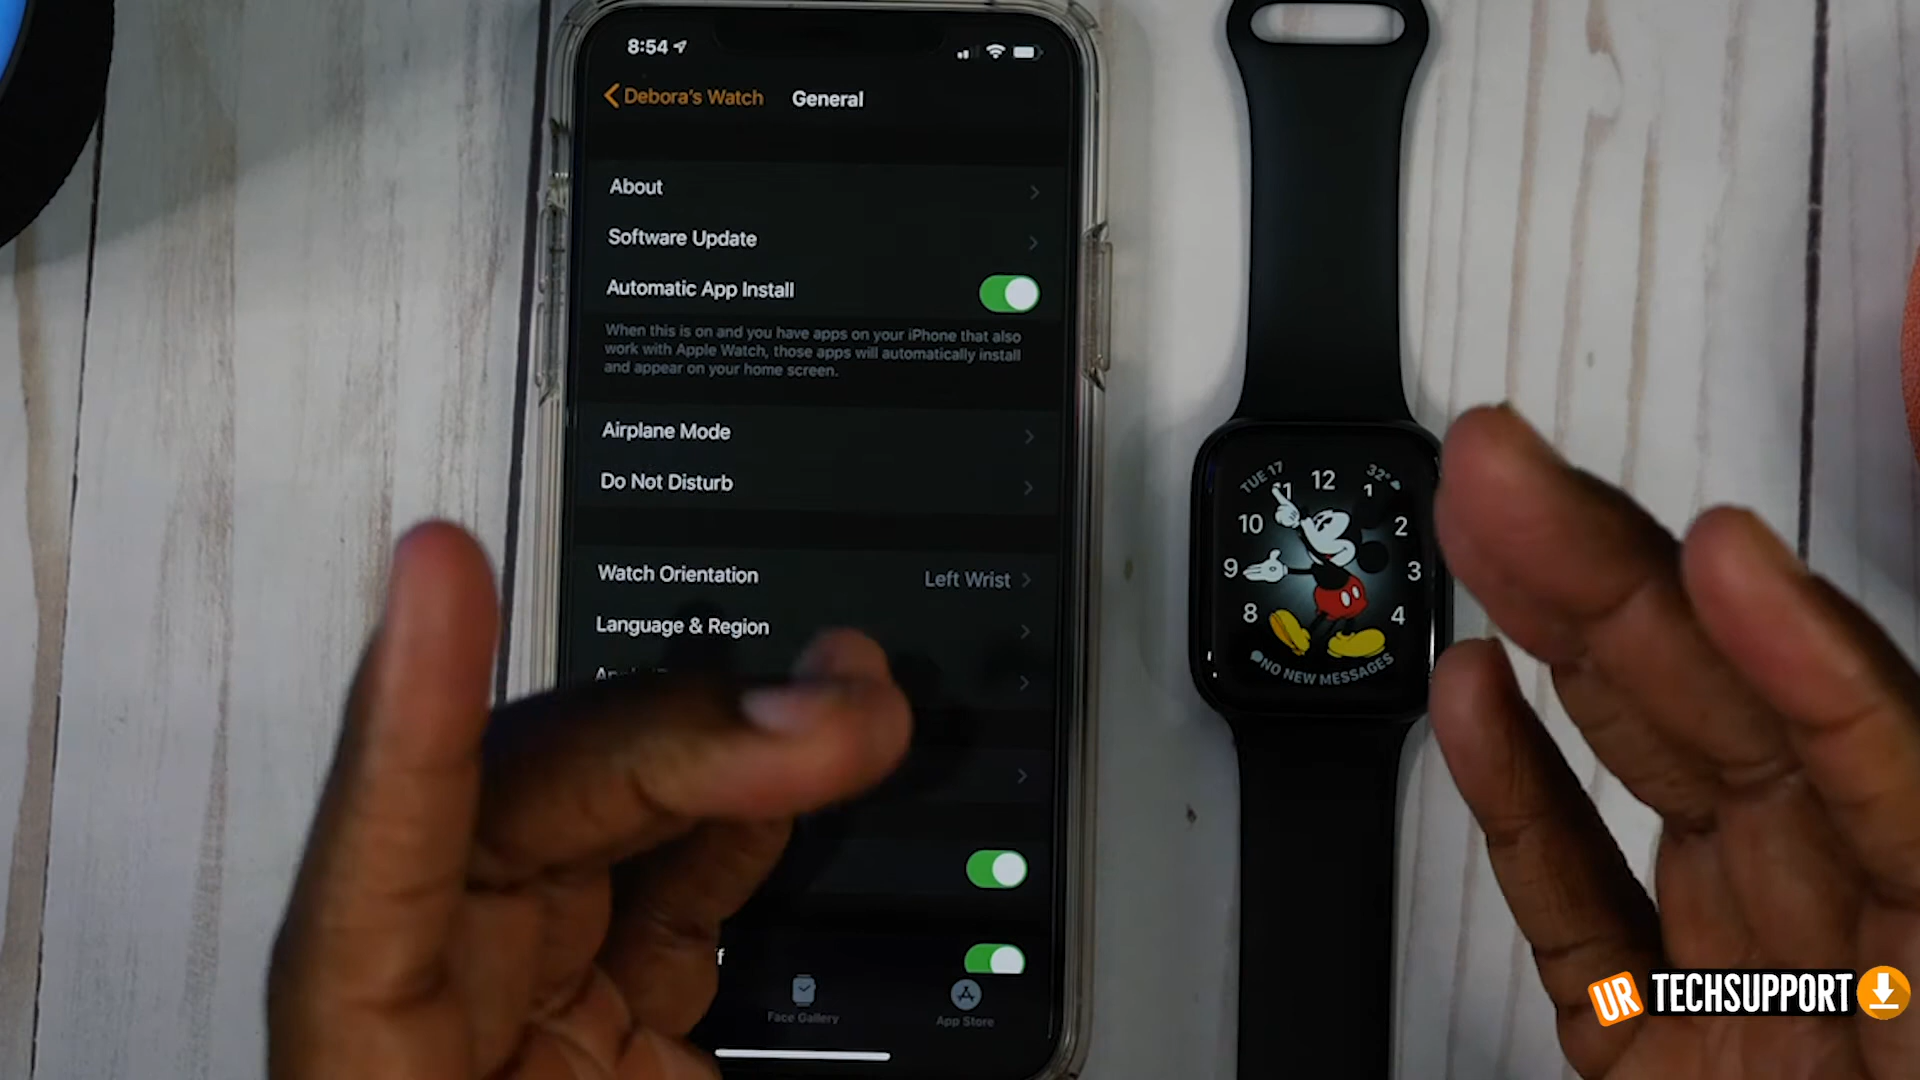 8:54
Debora's Watch
General
About
Software Update
Automatic App Install
When this is on and you have apps on your iPhone that also
work with Apple Watch, those apps will automatically install
and appear on your home screen.
Airplane Mode
Do Not Disturb
Watch Orientation
Left Wrist
Language & Region
Face Gallery
App Store
TUE 17
32°
11 12 1
10 2
9 3
8 4
NO NEW MESSAGES
UR TECHSUPPORT